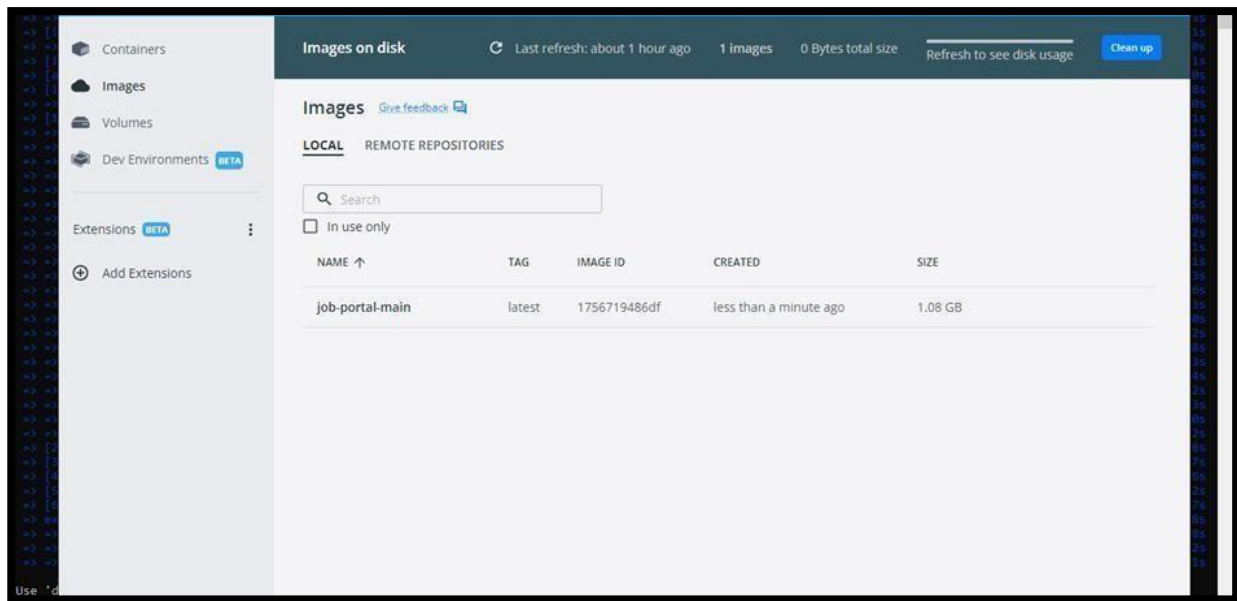 Containers
Images
Volumes
Dev Environments BETA
Extensions BETA
Add Extensions
Images on disk Last refresh: about 1 hour ago 1 images 0 Bytes total size Refresh to see disk usage Clean up
Images Give feedback
LOCAL REMOTE REPOSITORIES
Search
In use only
NAME TAG IMAGE ID CREATED SIZE
job-portal-main latest 1756719486df less than a minute ago 1.08 GB
Use 'd